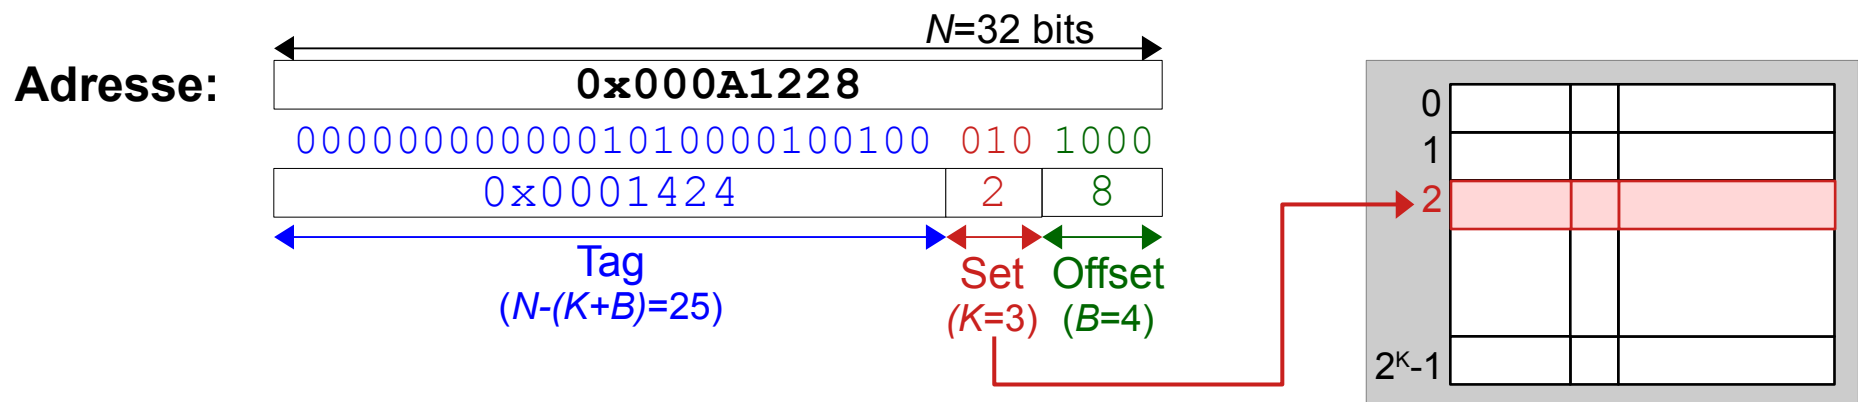 N=32 bits
Adresse: 0x000A1228
0000000000001010000100100 010 1000
0x0001424 2 8
Tag Set Offset
(N-(K+B)=25) (K=3) (B=4)
0
1
2
2ᴷ-1